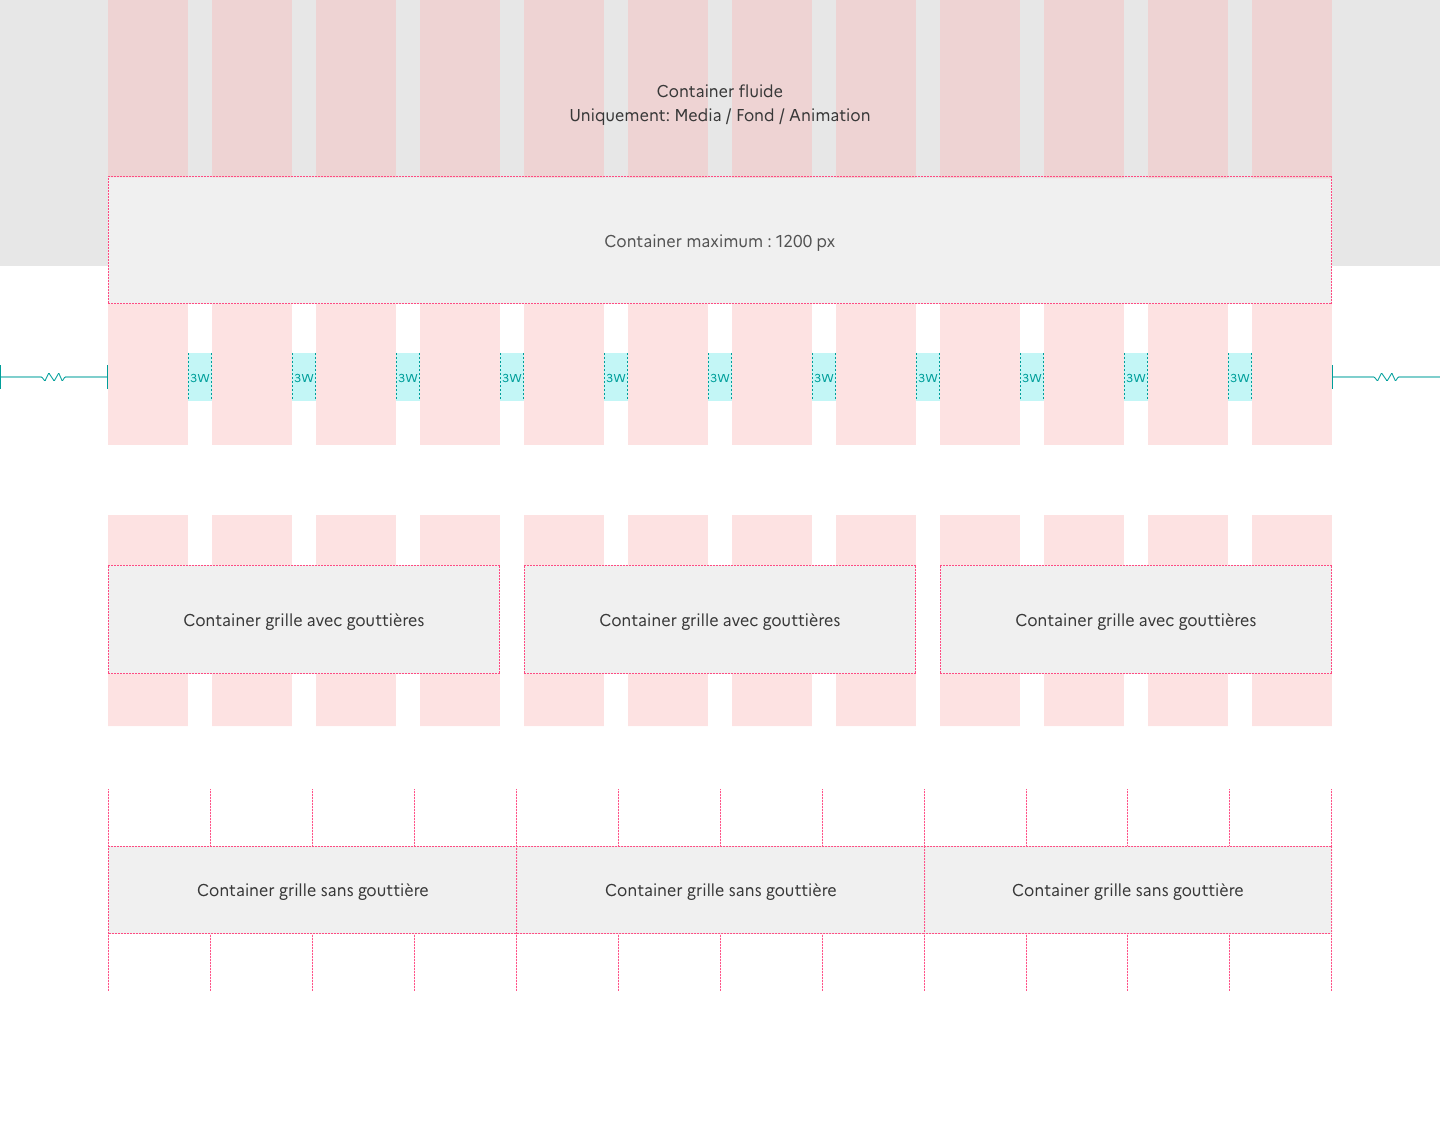 Container fluide
Uniquement: Media / Fond / Animation
Container maximum : 1200 px
3W 3W 3W 3W 3W 3W 3W 3W 3W 3W 3W
Container grille avec gouttières Container grille avec gouttières Container grille avec gouttières
Container grille sans gouttière Container grille sans gouttière Container grille sans gouttière